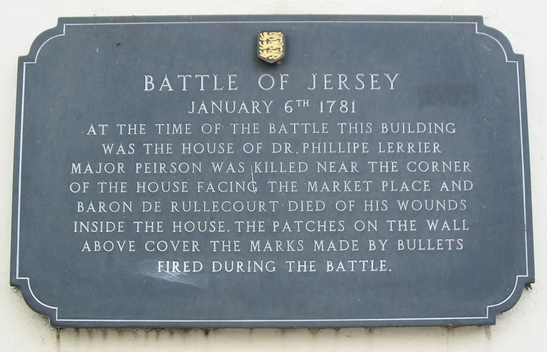 BATTLE OF JERSEY
JANUARY 6TH 1781
AT THE TIME OF THE BATTLE THIS BUILDING
WAS THE HOUSE OF DR. PHILLIPE LERRIER
MAJOR PEIRSON WAS KILLED NEAR THE CORNER
OF THE HOUSE FACING THE MARKET PLACE AND
BARON DE RULLECOURT DIED OF HIS WOUNDS
INSIDE THE HOUSE. THE PATCHES ON THE WALL
ABOVE COVER THE MARKS MADE BY BULLETS
FIRED DURING THE BATTLE.